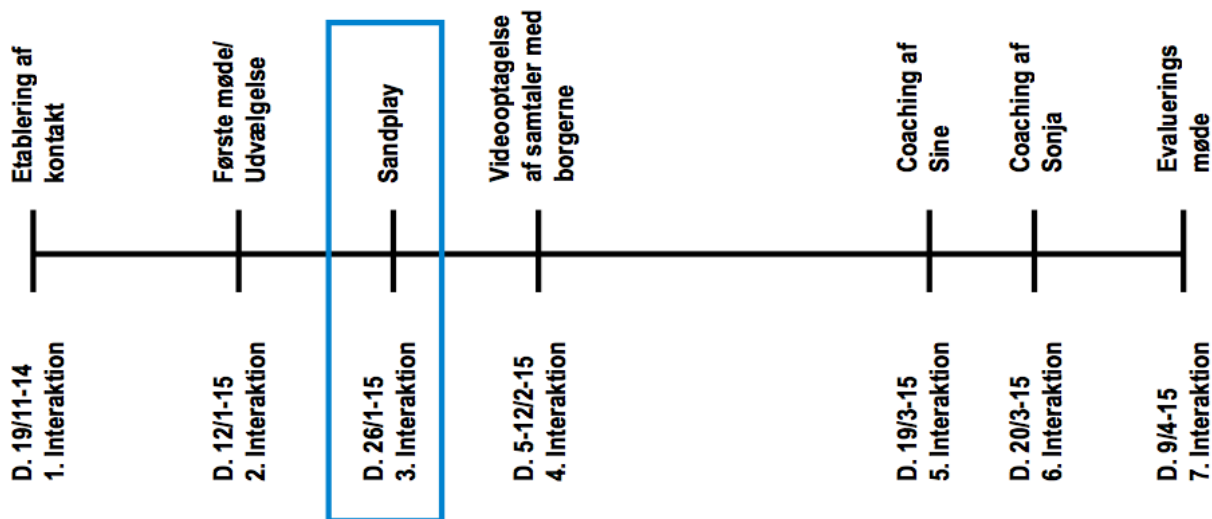 Etablering af
kontakt
Første møde/
Udvælgelse
Sandplay
Videooptagelse
af samtaler med
borgerne
Coaching af
Sine
Coaching af
Sonja
Evaluerings
møde
D. 19/11-14
1. Interaktion
D. 12/1-15
2. Interaktion
D. 26/1-15
3. Interaktion
D. 5-12/2-15
4. Interaktion
D. 19/3-15
5. Interaktion
D. 20/3-15
6. Interaktion
D. 9/4-15
7. Interaktion